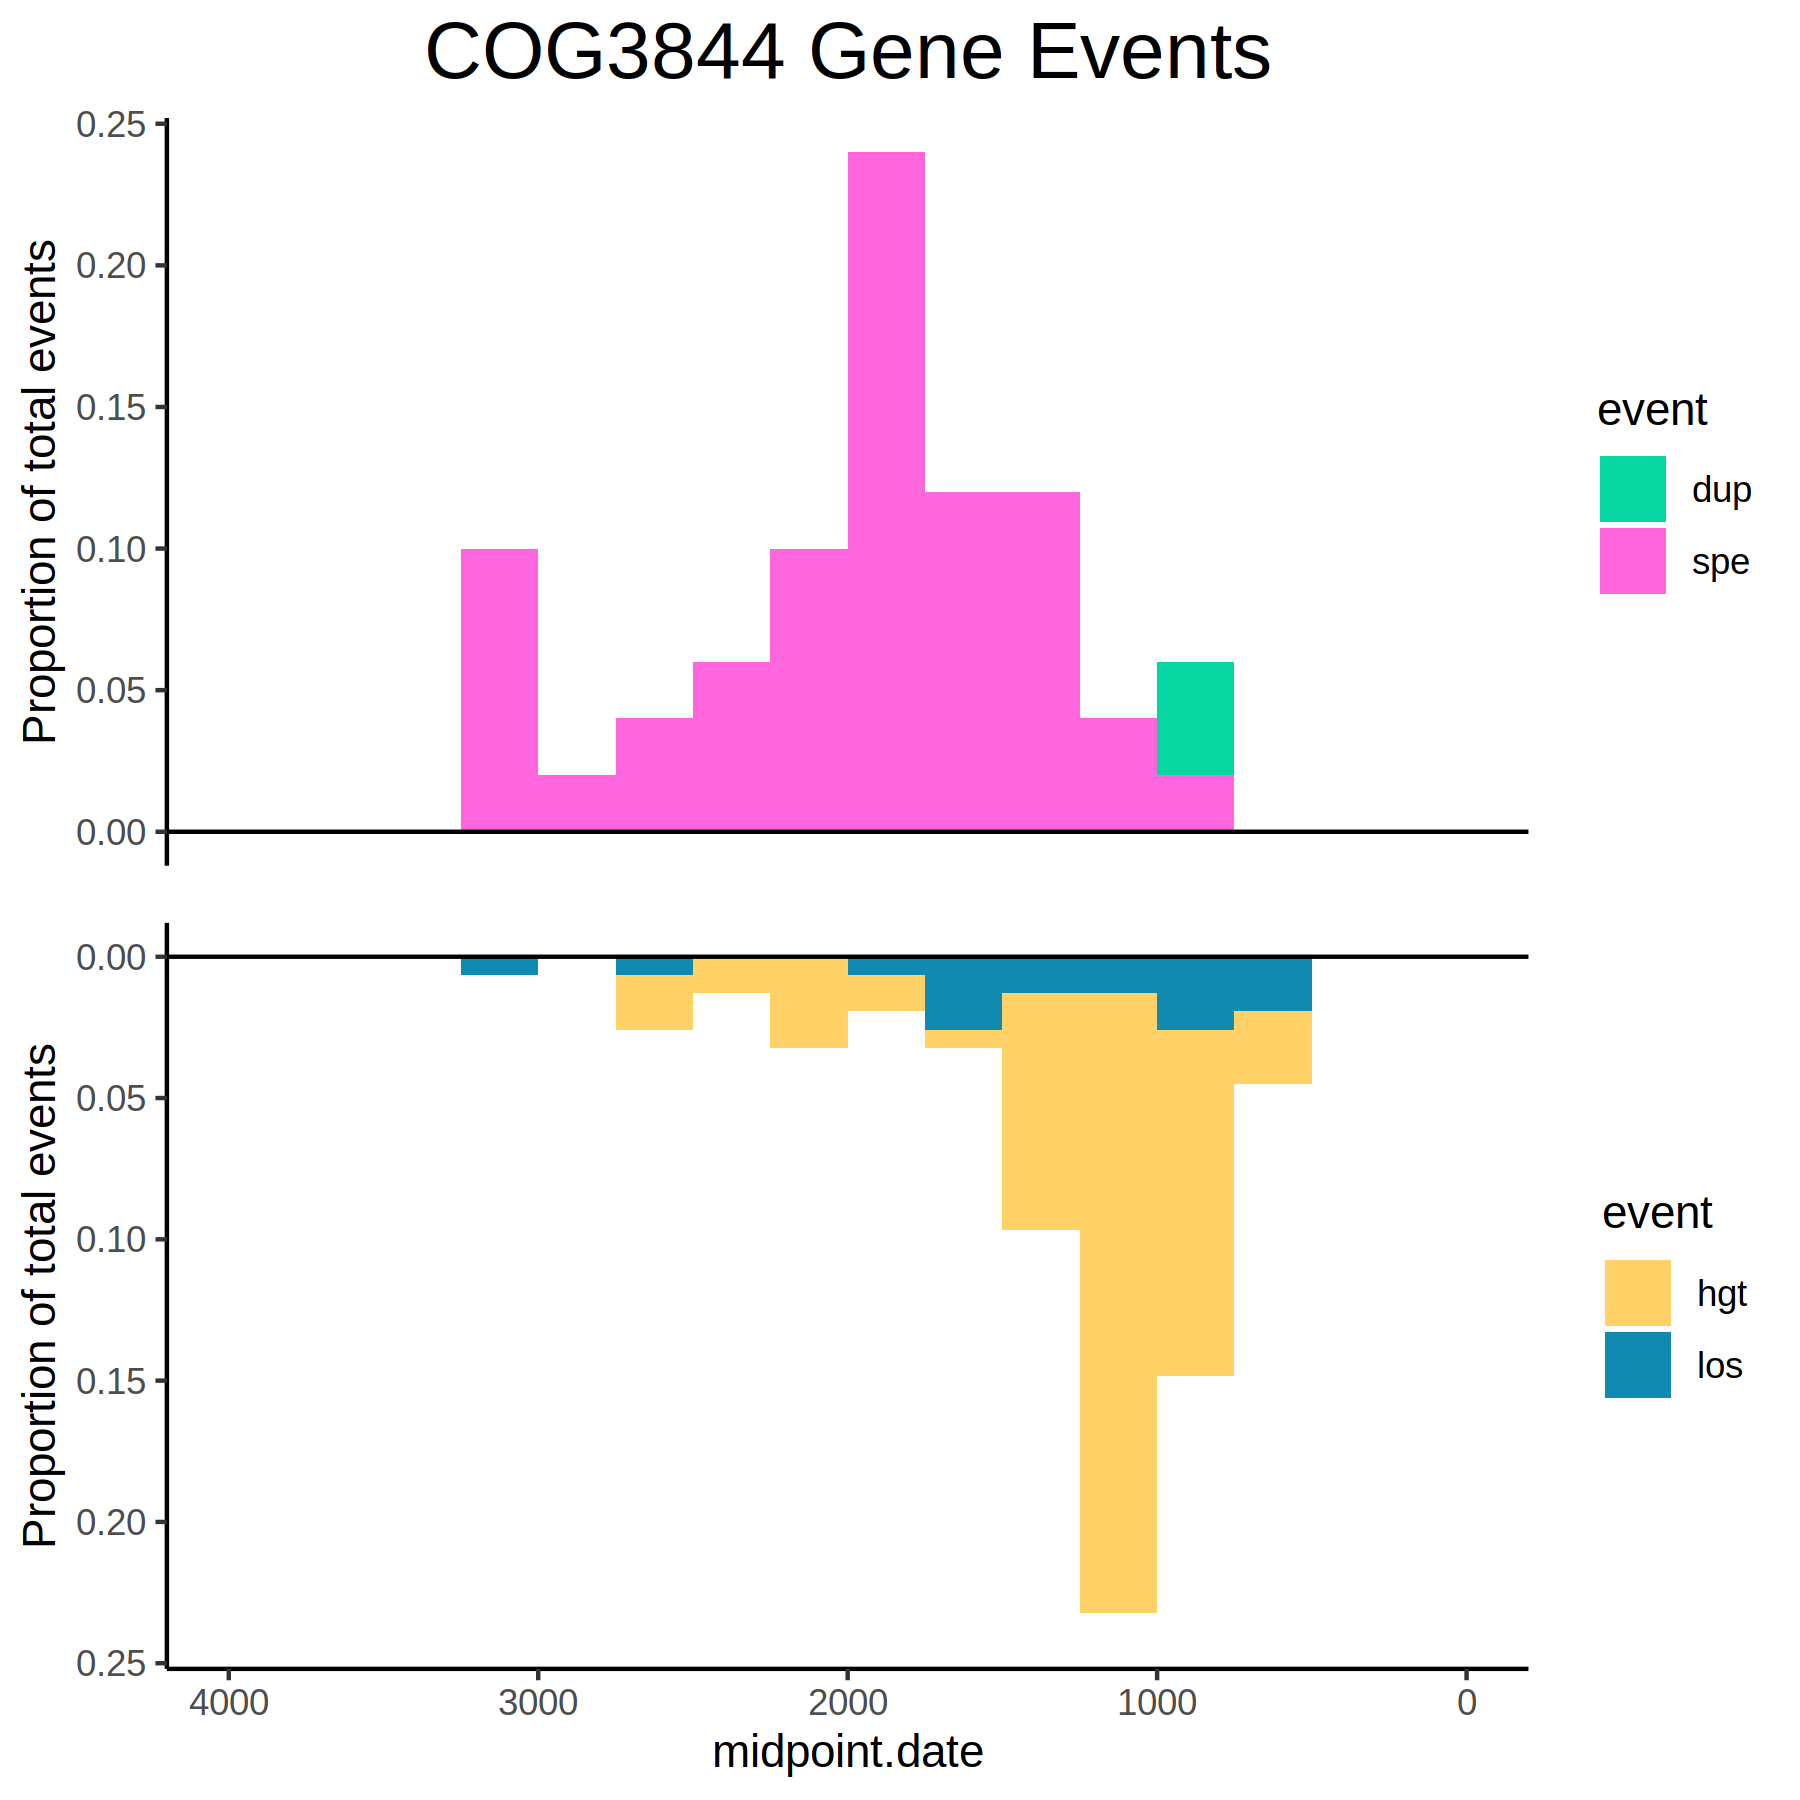 COG3844 Gene Events
Proportion of total events
0.25
0.20
0.15
0.10
0.05
0.00
event
dup
spe
Proportion of total events
0.00
0.05
0.10
0.15
0.20
0.25
event
hgt
los
4000 3000 2000 1000 0
midpoint.date